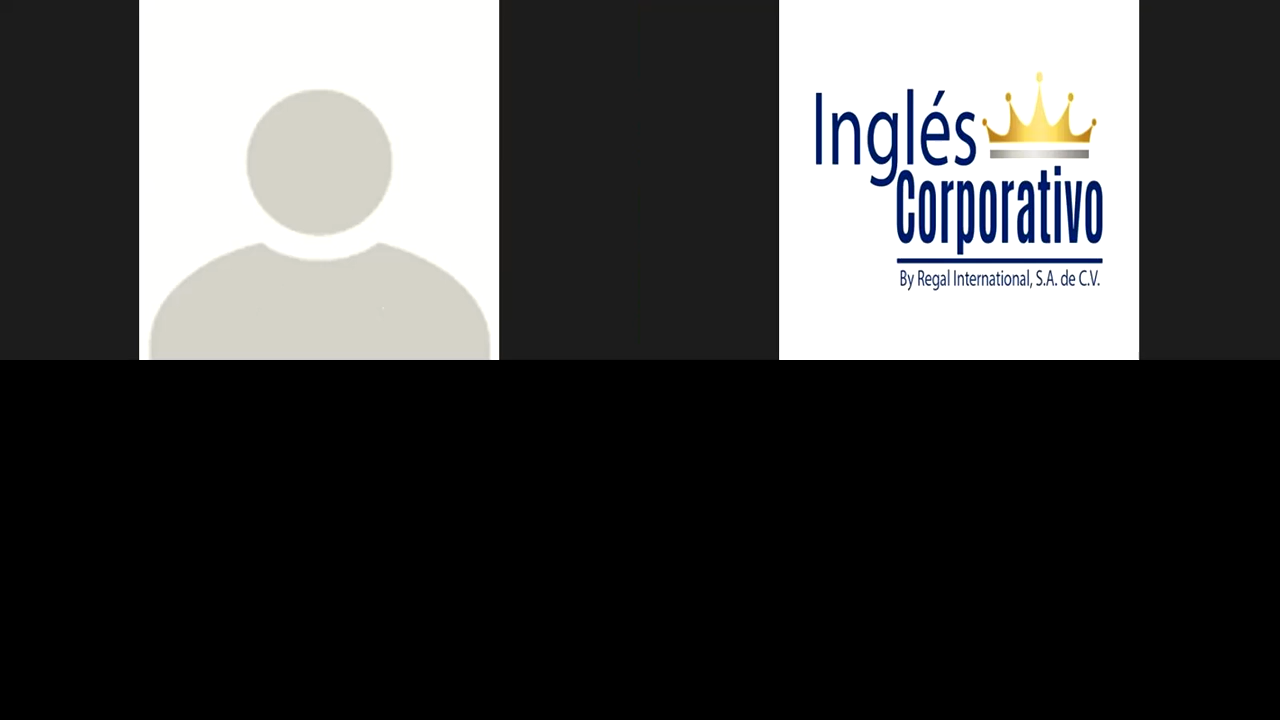 Inglés
Corporativo
By Regal International, S.A. de C.V.